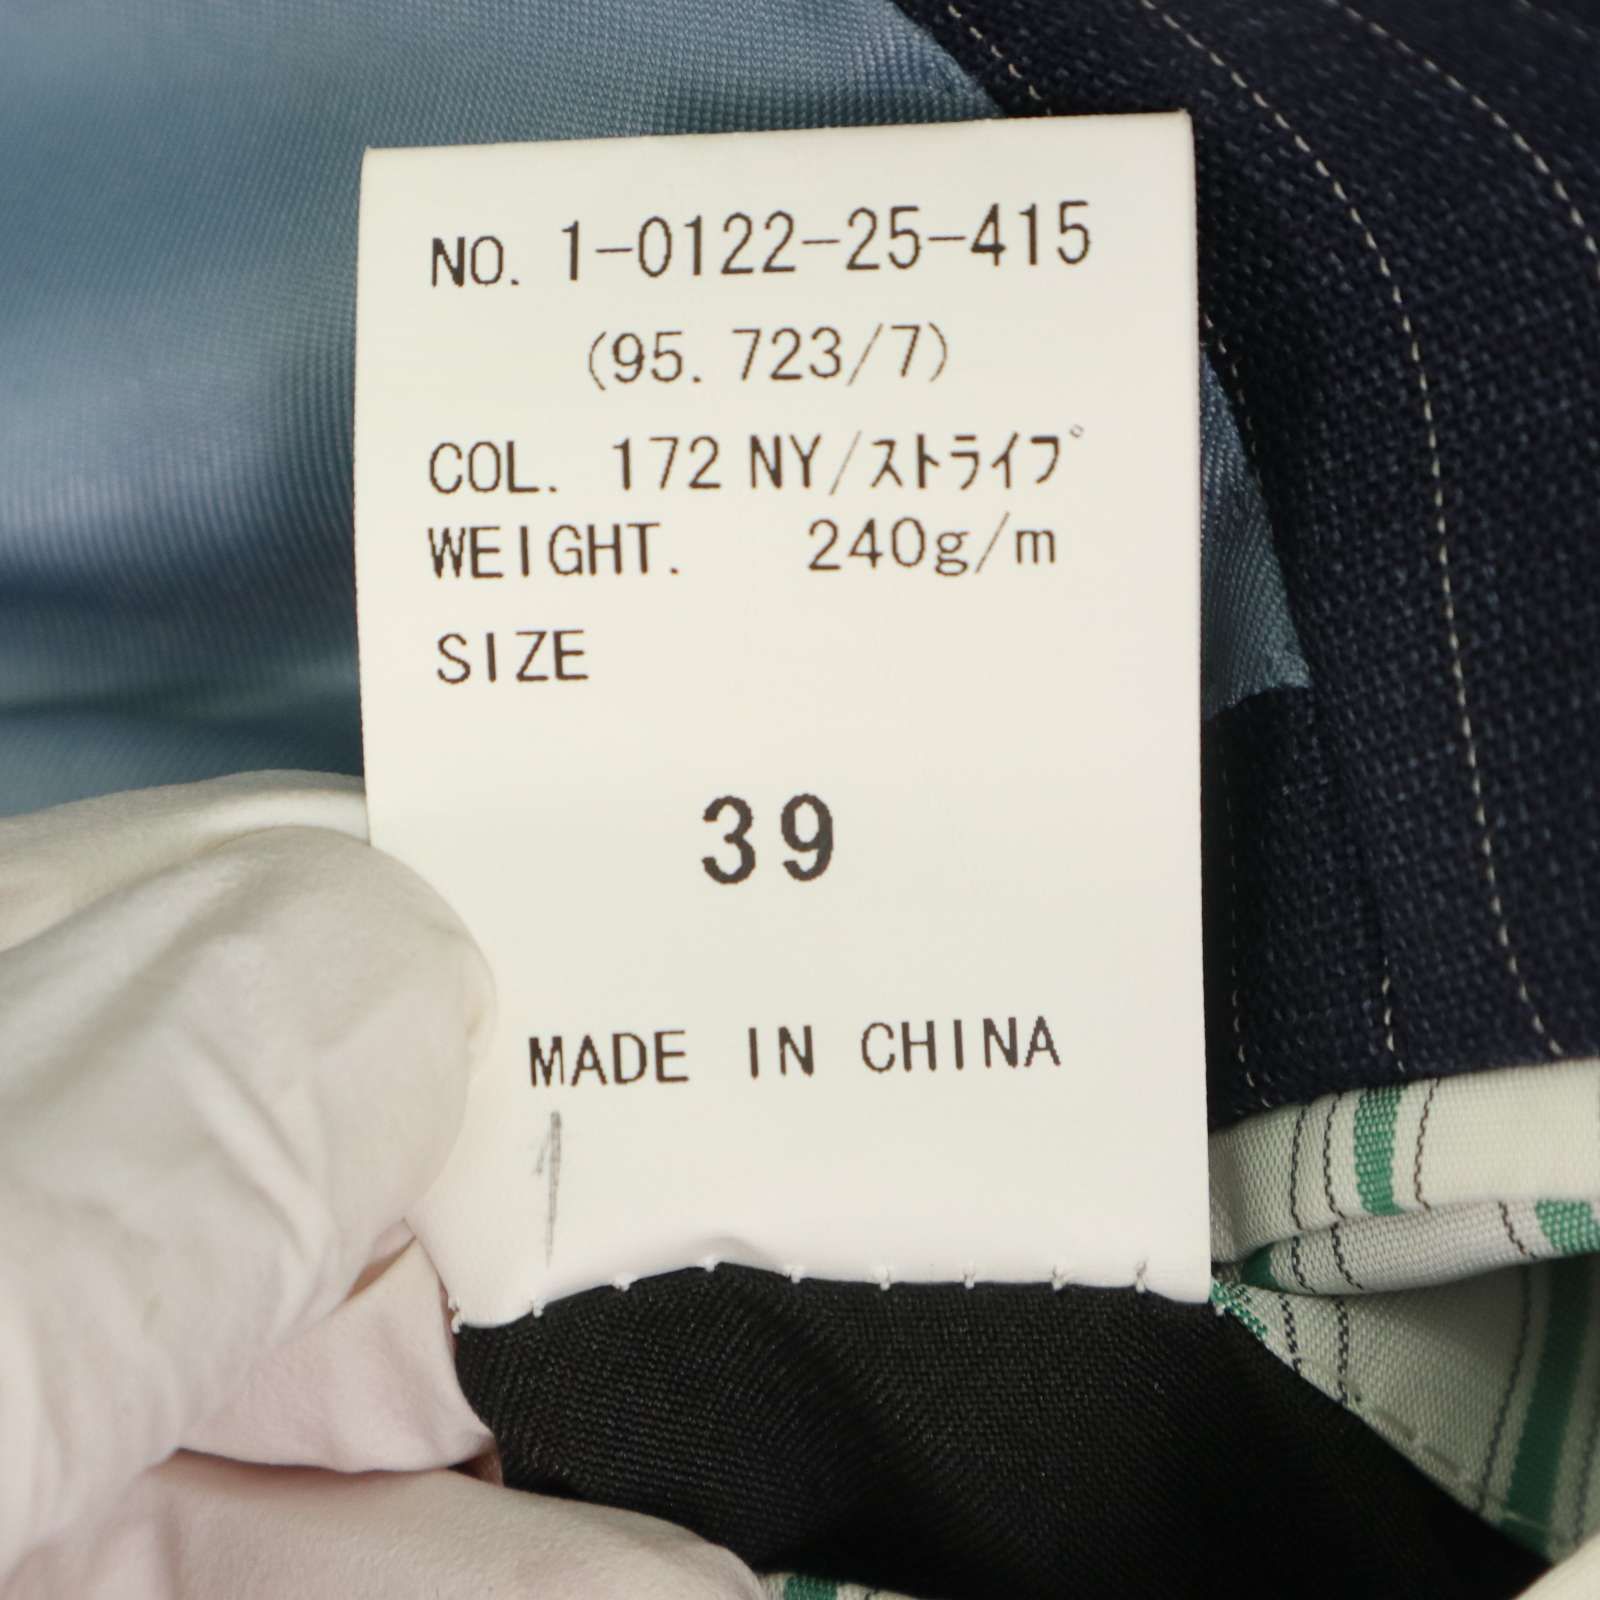 NO. 1-0122-25-415
(95. 723/7)
COL. 172 NY/ストライプ
WEIGHT. 240g/m
SIZE
39
MADE IN CHINA